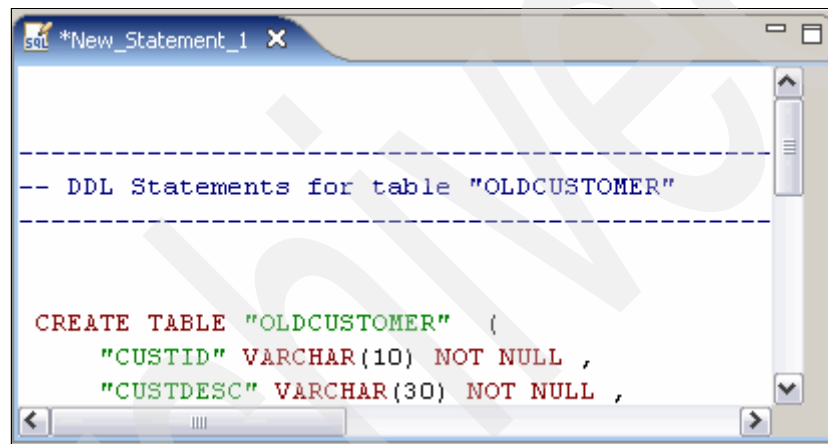 *New_Statement_1
--------------------------------------------------
-- DDL Statements for table "OLDCUSTOMER"
--------------------------------------------------
CREATE TABLE "OLDCUSTOMER"  (
"CUSTID" VARCHAR(10) NOT NULL ,
"CUSTDESC" VARCHAR(30) NOT NULL ,